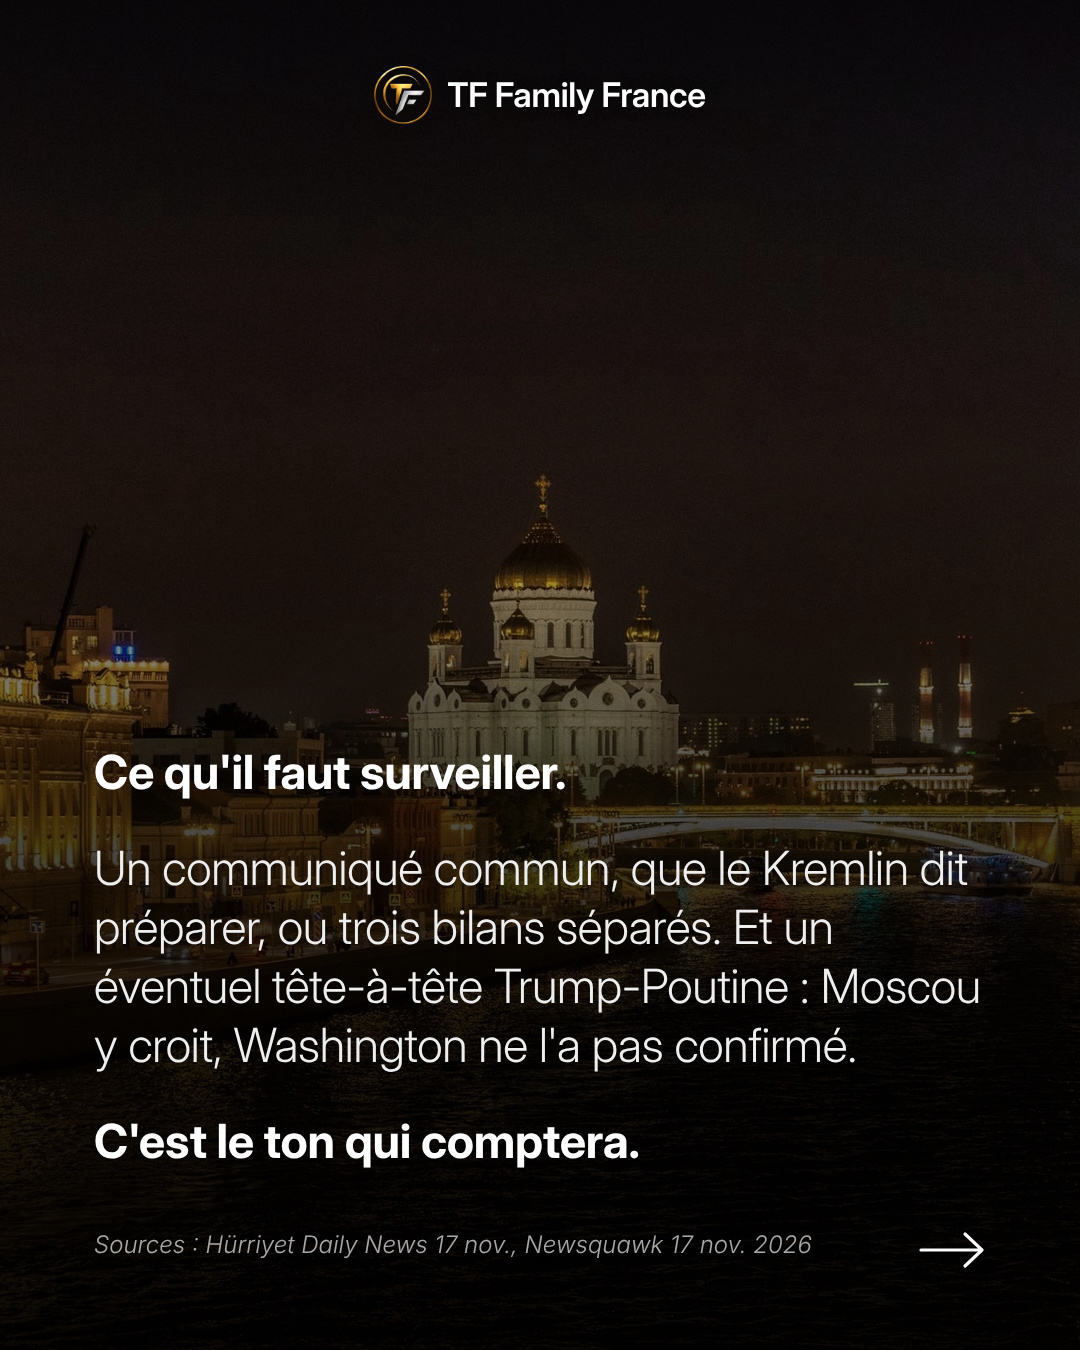 TF TF Family France
Ce qu'il faut surveiller.
Un communiqué commun, que le Kremlin dit
préparer, ou trois bilans séparés. Et un
éventuel tête-à-tête Trump-Poutine : Moscou
y croit, Washington ne l'a pas confirmé.
C'est le ton qui comptera.
Sources : Hürriyet Daily News 17 nov., Newsquawk 17 nov. 2026